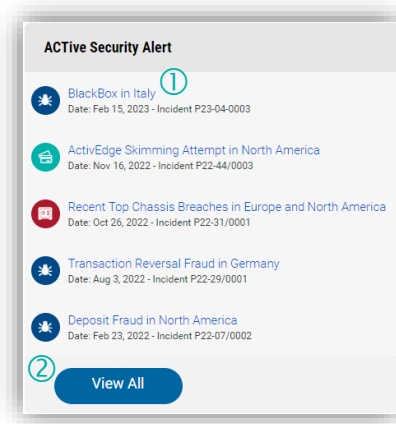 ACTive Security Alert
BlackBox in Italy ①
Date: Feb 15, 2023 - Incident P23-04-0003
ActivEdge Skimming Attempt in North America
Date: Nov 16, 2022 - Incident P22-44/0003
Recent Top Chassis Breaches in Europe and North America
Date: Oct 26, 2022 - Incident P22-31/0001
Transaction Reversal Fraud in Germany
Date: Aug 3, 2022 - Incident P22-29/0001
Deposit Fraud in North America
Date: Feb 23, 2022 - Incident P22-07/0002
②
View All